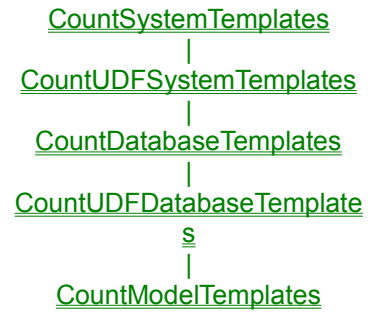 CountSystemTemplates
|
CountUDFSystemTemplates
|
CountDatabaseTemplates
|
CountUDFDatabaseTemplate
s
|
CountModelTemplates